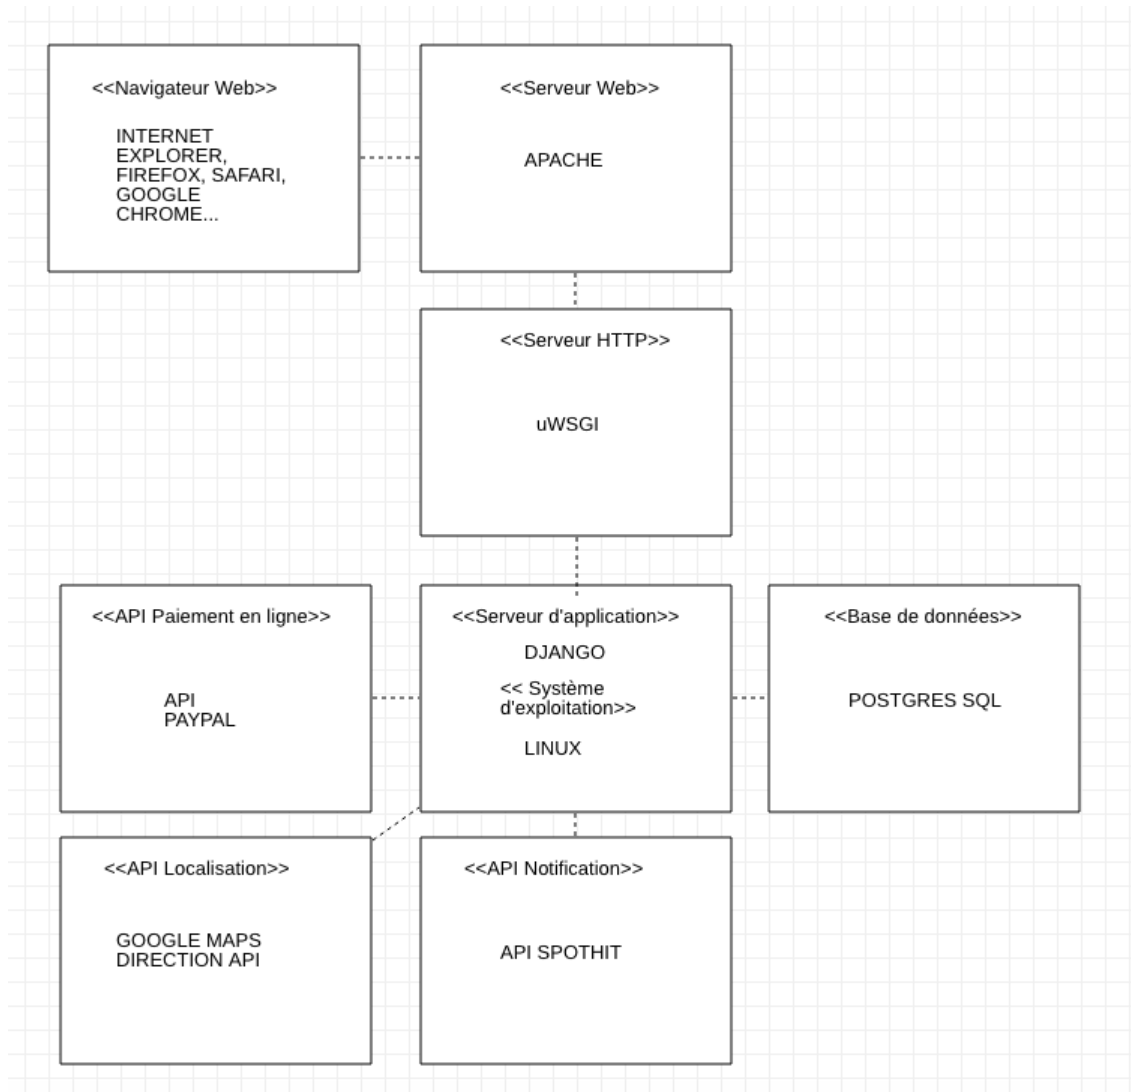 <<Navigateur Web>>
INTERNET
EXPLORER,
FIREFOX, SAFARI,
GOOGLE
CHROME...
<<Serveur Web>>
APACHE
<<Serveur HTTP>>
uWSGI
<<API Paiement en ligne>>
API
PAYPAL
<<Serveur d'application>>
DJANGO
<< Système
d'exploitation>>
LINUX
<<Base de données>>
POSTGRES SQL
<<API Localisation>>
GOOGLE MAPS
DIRECTION API
<<API Notification>>
API SPOTHIT